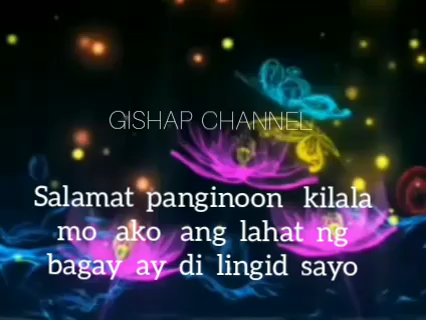 GISHAP CHANNEL
Salamat panginoon kilala
mo ako ang lahat ng
bagay ay di lingid sayo